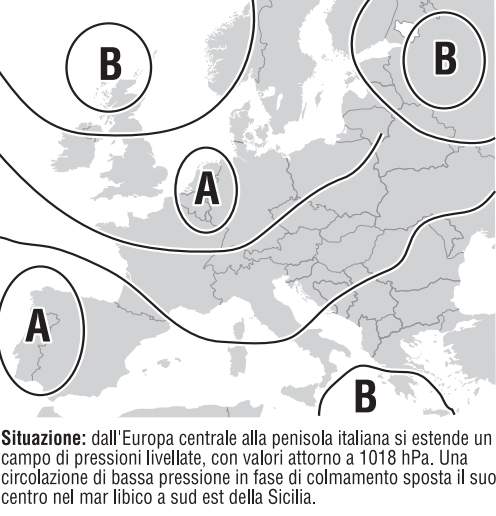 B
B
A
A
B
Situazione: dall'Europa centrale alla penisola italiana si estende un
campo di pressioni livellate, con valori attorno a 1018 hPa. Una
circolazione di bassa pressione in fase di colmamento sposta il suo
centro nel mar libico a sud est della Sicilia.